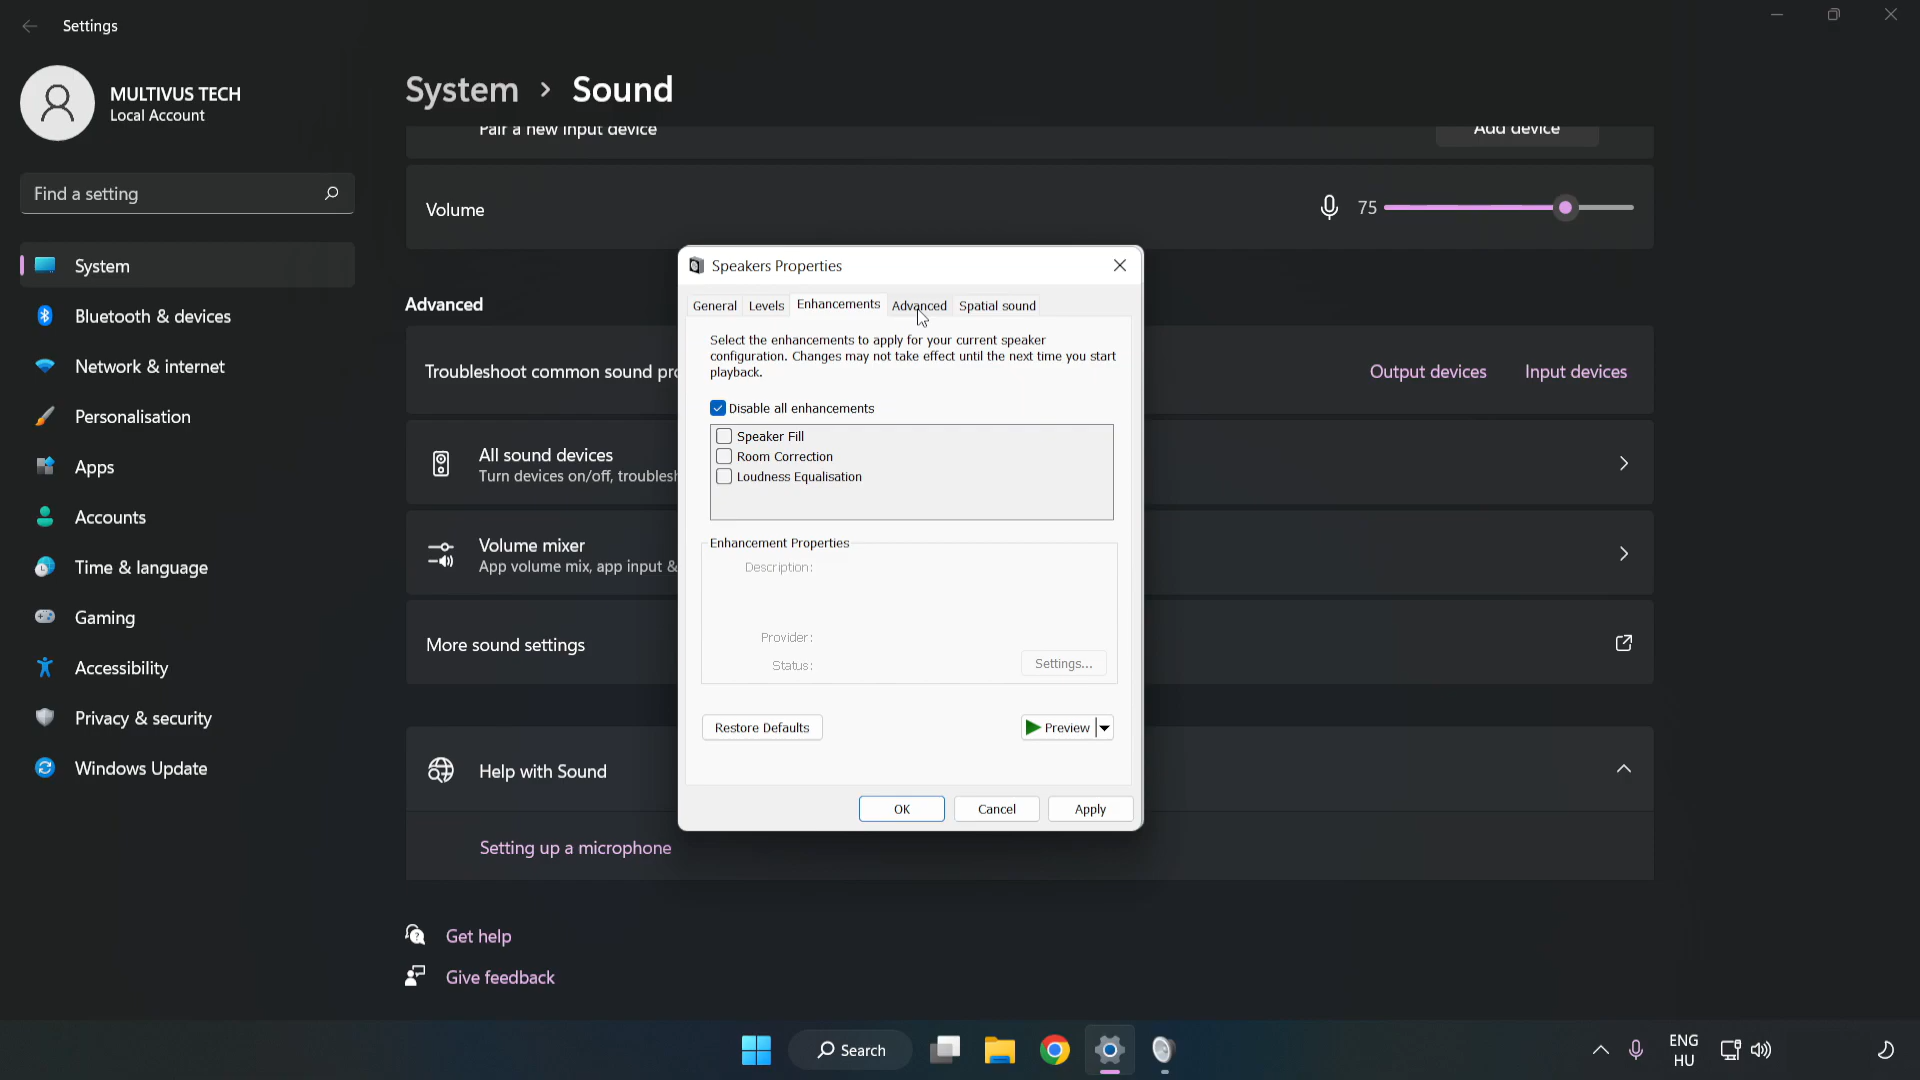 Settings
MULTIVUS TECH
Local Account
Find a setting
System
Bluetooth & devices
Network & internet
Personalisation
Apps
Accounts
Time & language
Gaming
Accessibility
Privacy & security
Windows Update
System > Sound
Pair a new input device
Add device
Volume
75
Advanced
Troubleshoot common sound pro
Output devices
Input devices
All sound devices
Turn devices on/off, troublesh
Volume mixer
App volume mix, app input &
More sound settings
Help with Sound
Setting up a microphone
Get help
Give feedback
Speakers Properties
General Levels Enhancements Advanced Spatial sound
Select the enhancements to apply for your current speaker
configuration. Changes may not take effect until the next time you start
playback.
Disable all enhancements
Speaker Fill
Room Correction
Loudness Equalisation
Enhancement Properties
Description:
Provider:
Status:
Settings...
Restore Defaults
Preview
OK
Cancel
Apply
Search
ENG
HU